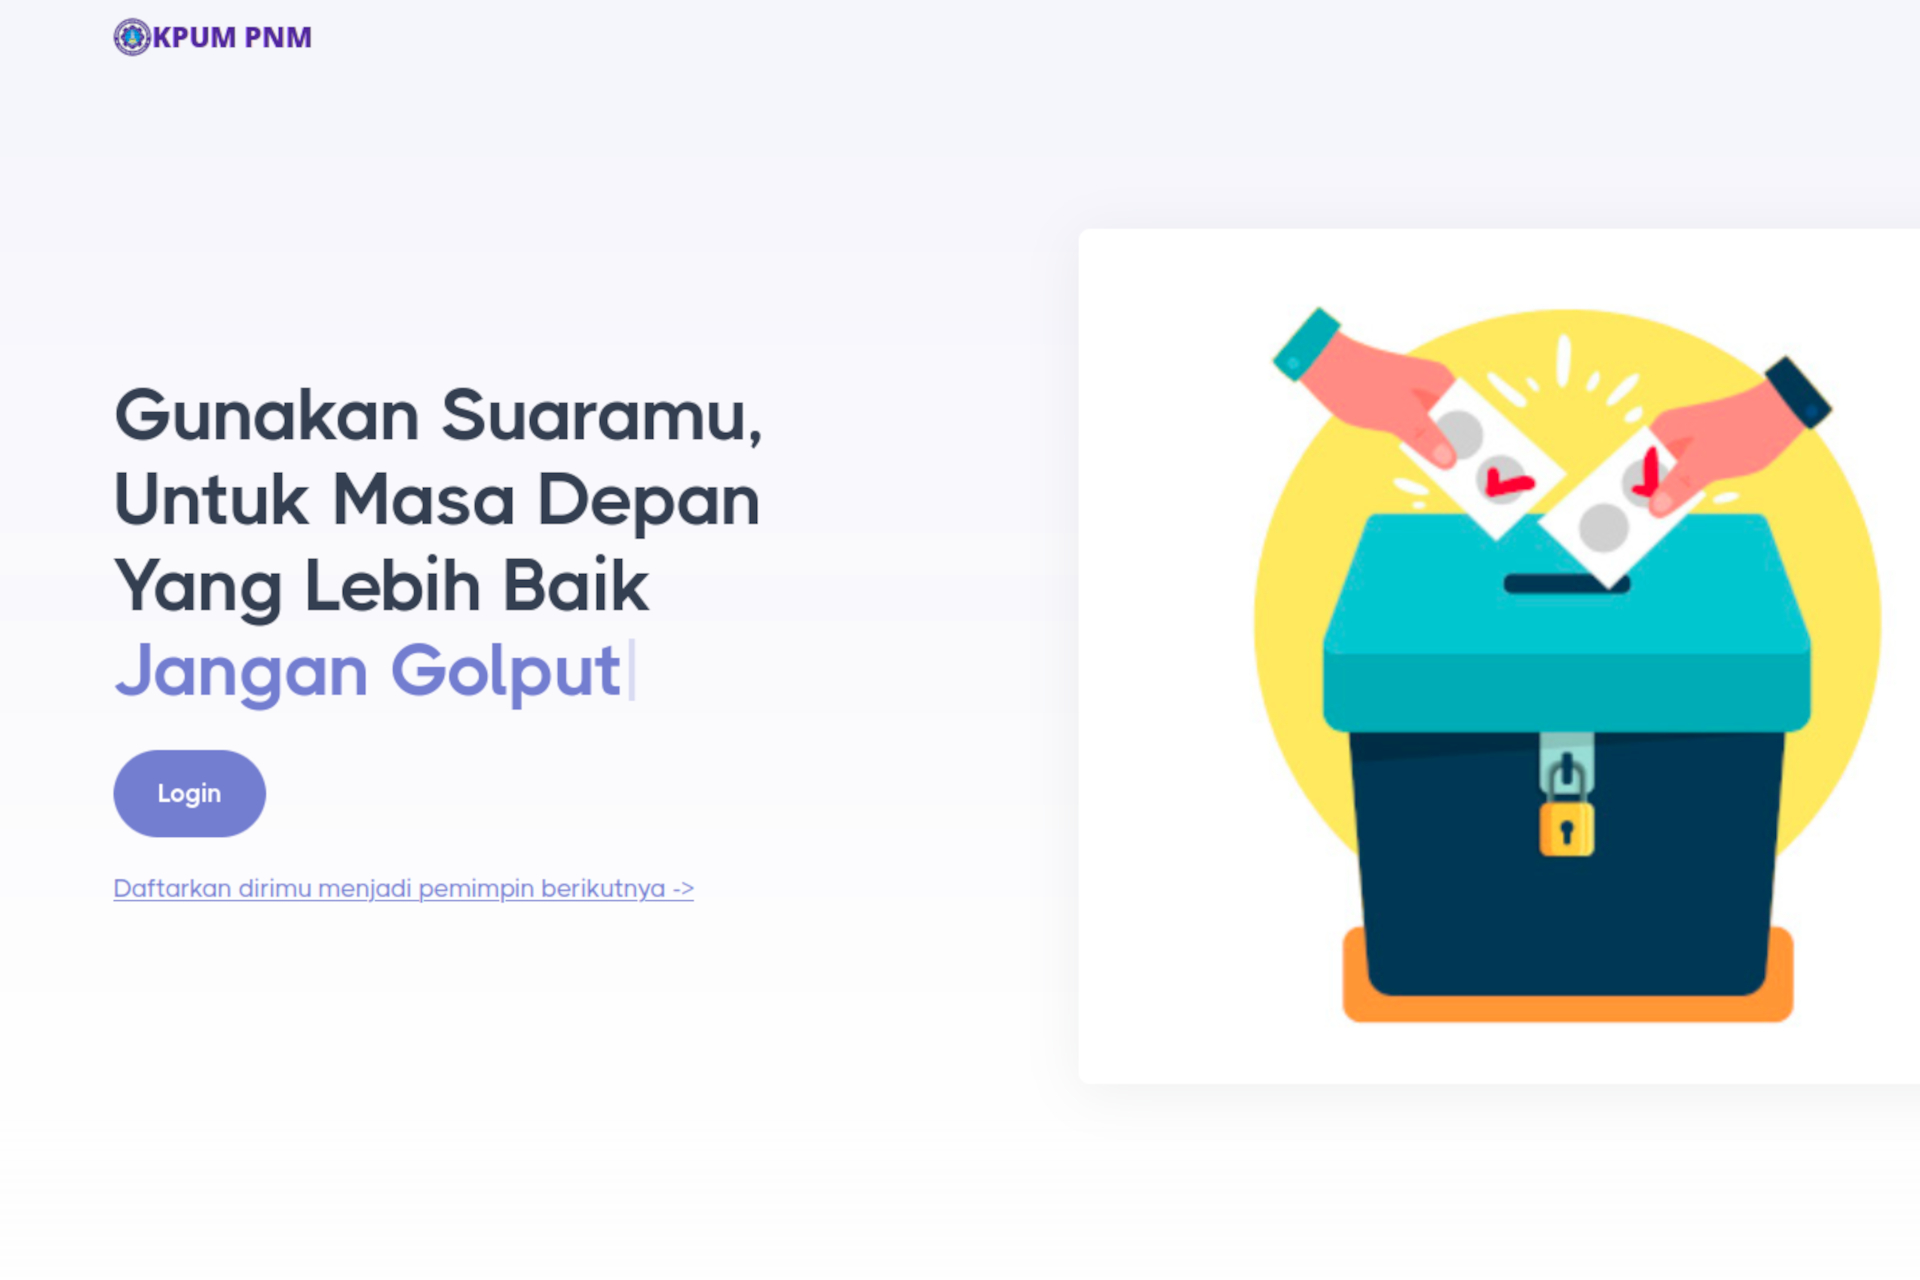 KPUM PNM
Gunakan Suaramu,
Untuk Masa Depan
Yang Lebih Baik
Jangan Golput
Login
Daftarkan dirimu menjadi pemimpin berikutnya ->